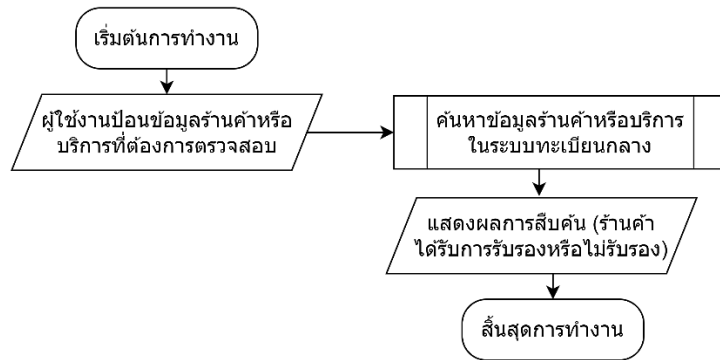 เริ่มต้นการทำงาน
ผู้ใช้งานป้อนข้อมูลร้านค้าหรือ
บริการที่ต้องการตรวจสอบ
ค้นหาข้อมูลร้านค้าหรือบริการ
ในระบบทะเบียนกลาง
แสดงผลการสืบค้น (ร้านค้า
ได้รับการรับรองหรือไม่รับรอง)
สิ้นสุดการทำงาน